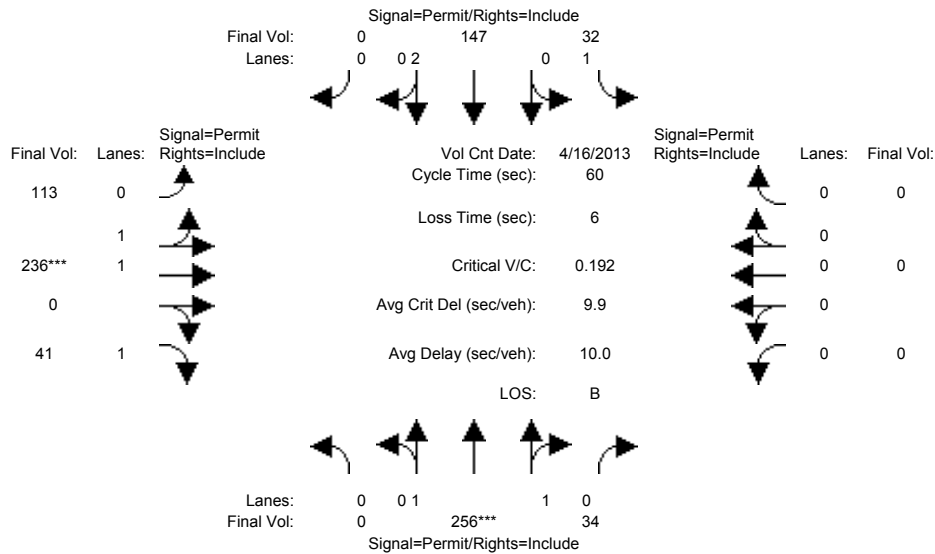 Signal=Permit/Rights=Include
Final Vol: 0 147 32
Lanes: 0 0 2 0 1
Signal=Permit
Final Vol: Lanes: Rights=Include
Vol Cnt Date: 4/16/2013
Signal=Permit
Rights=Include Lanes: Final Vol:
Cycle Time (sec): 60
113 0
0 0
Loss Time (sec): 6
1
0
236*** 1
Critical V/C: 0.192
0 0
0
Avg Crit Del (sec/veh): 9.9
0
41 1
Avg Delay (sec/veh): 10.0
0 0
LOS: B
Lanes: 0 0 1 1 0
Final Vol: 0 256*** 34
Signal=Permit/Rights=Include